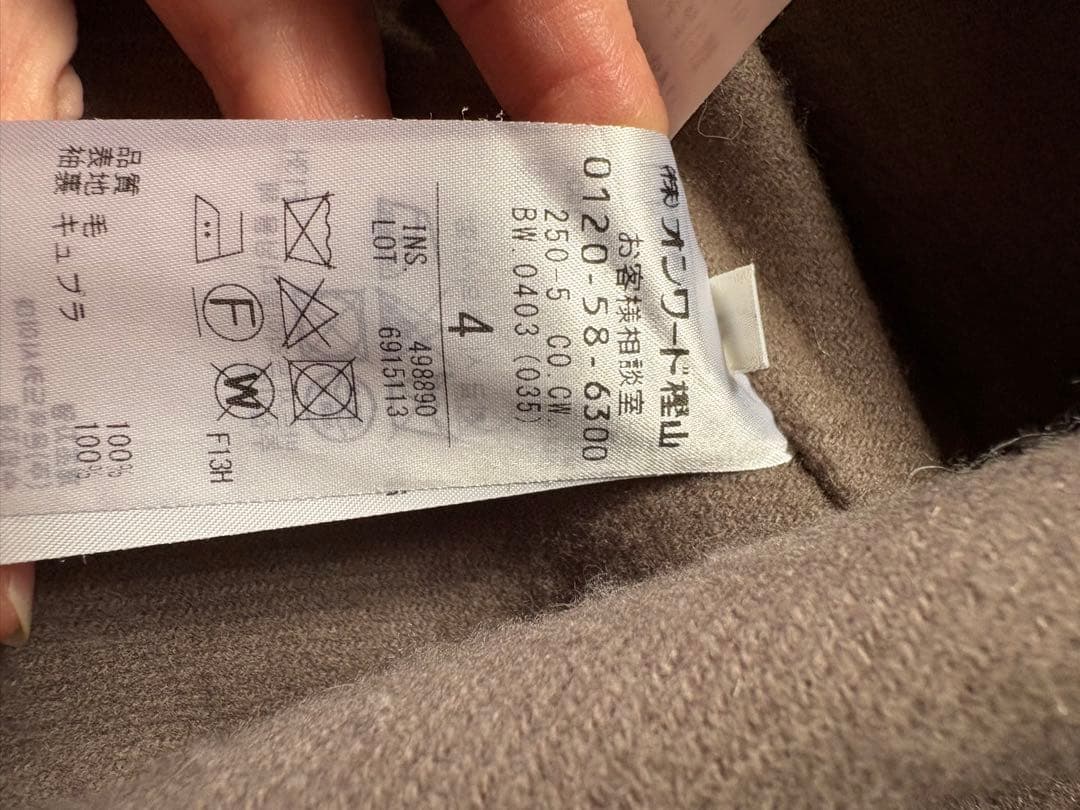 ㈱オンワード樫山
お客様相談室
0120-58-6300
250-5 CO.CW.
BW.0403 (035)
4
INS. 498890
LOT 6915113
F
W
F13H
品質
表地 毛 100%
袖裏 キュプラ 100%